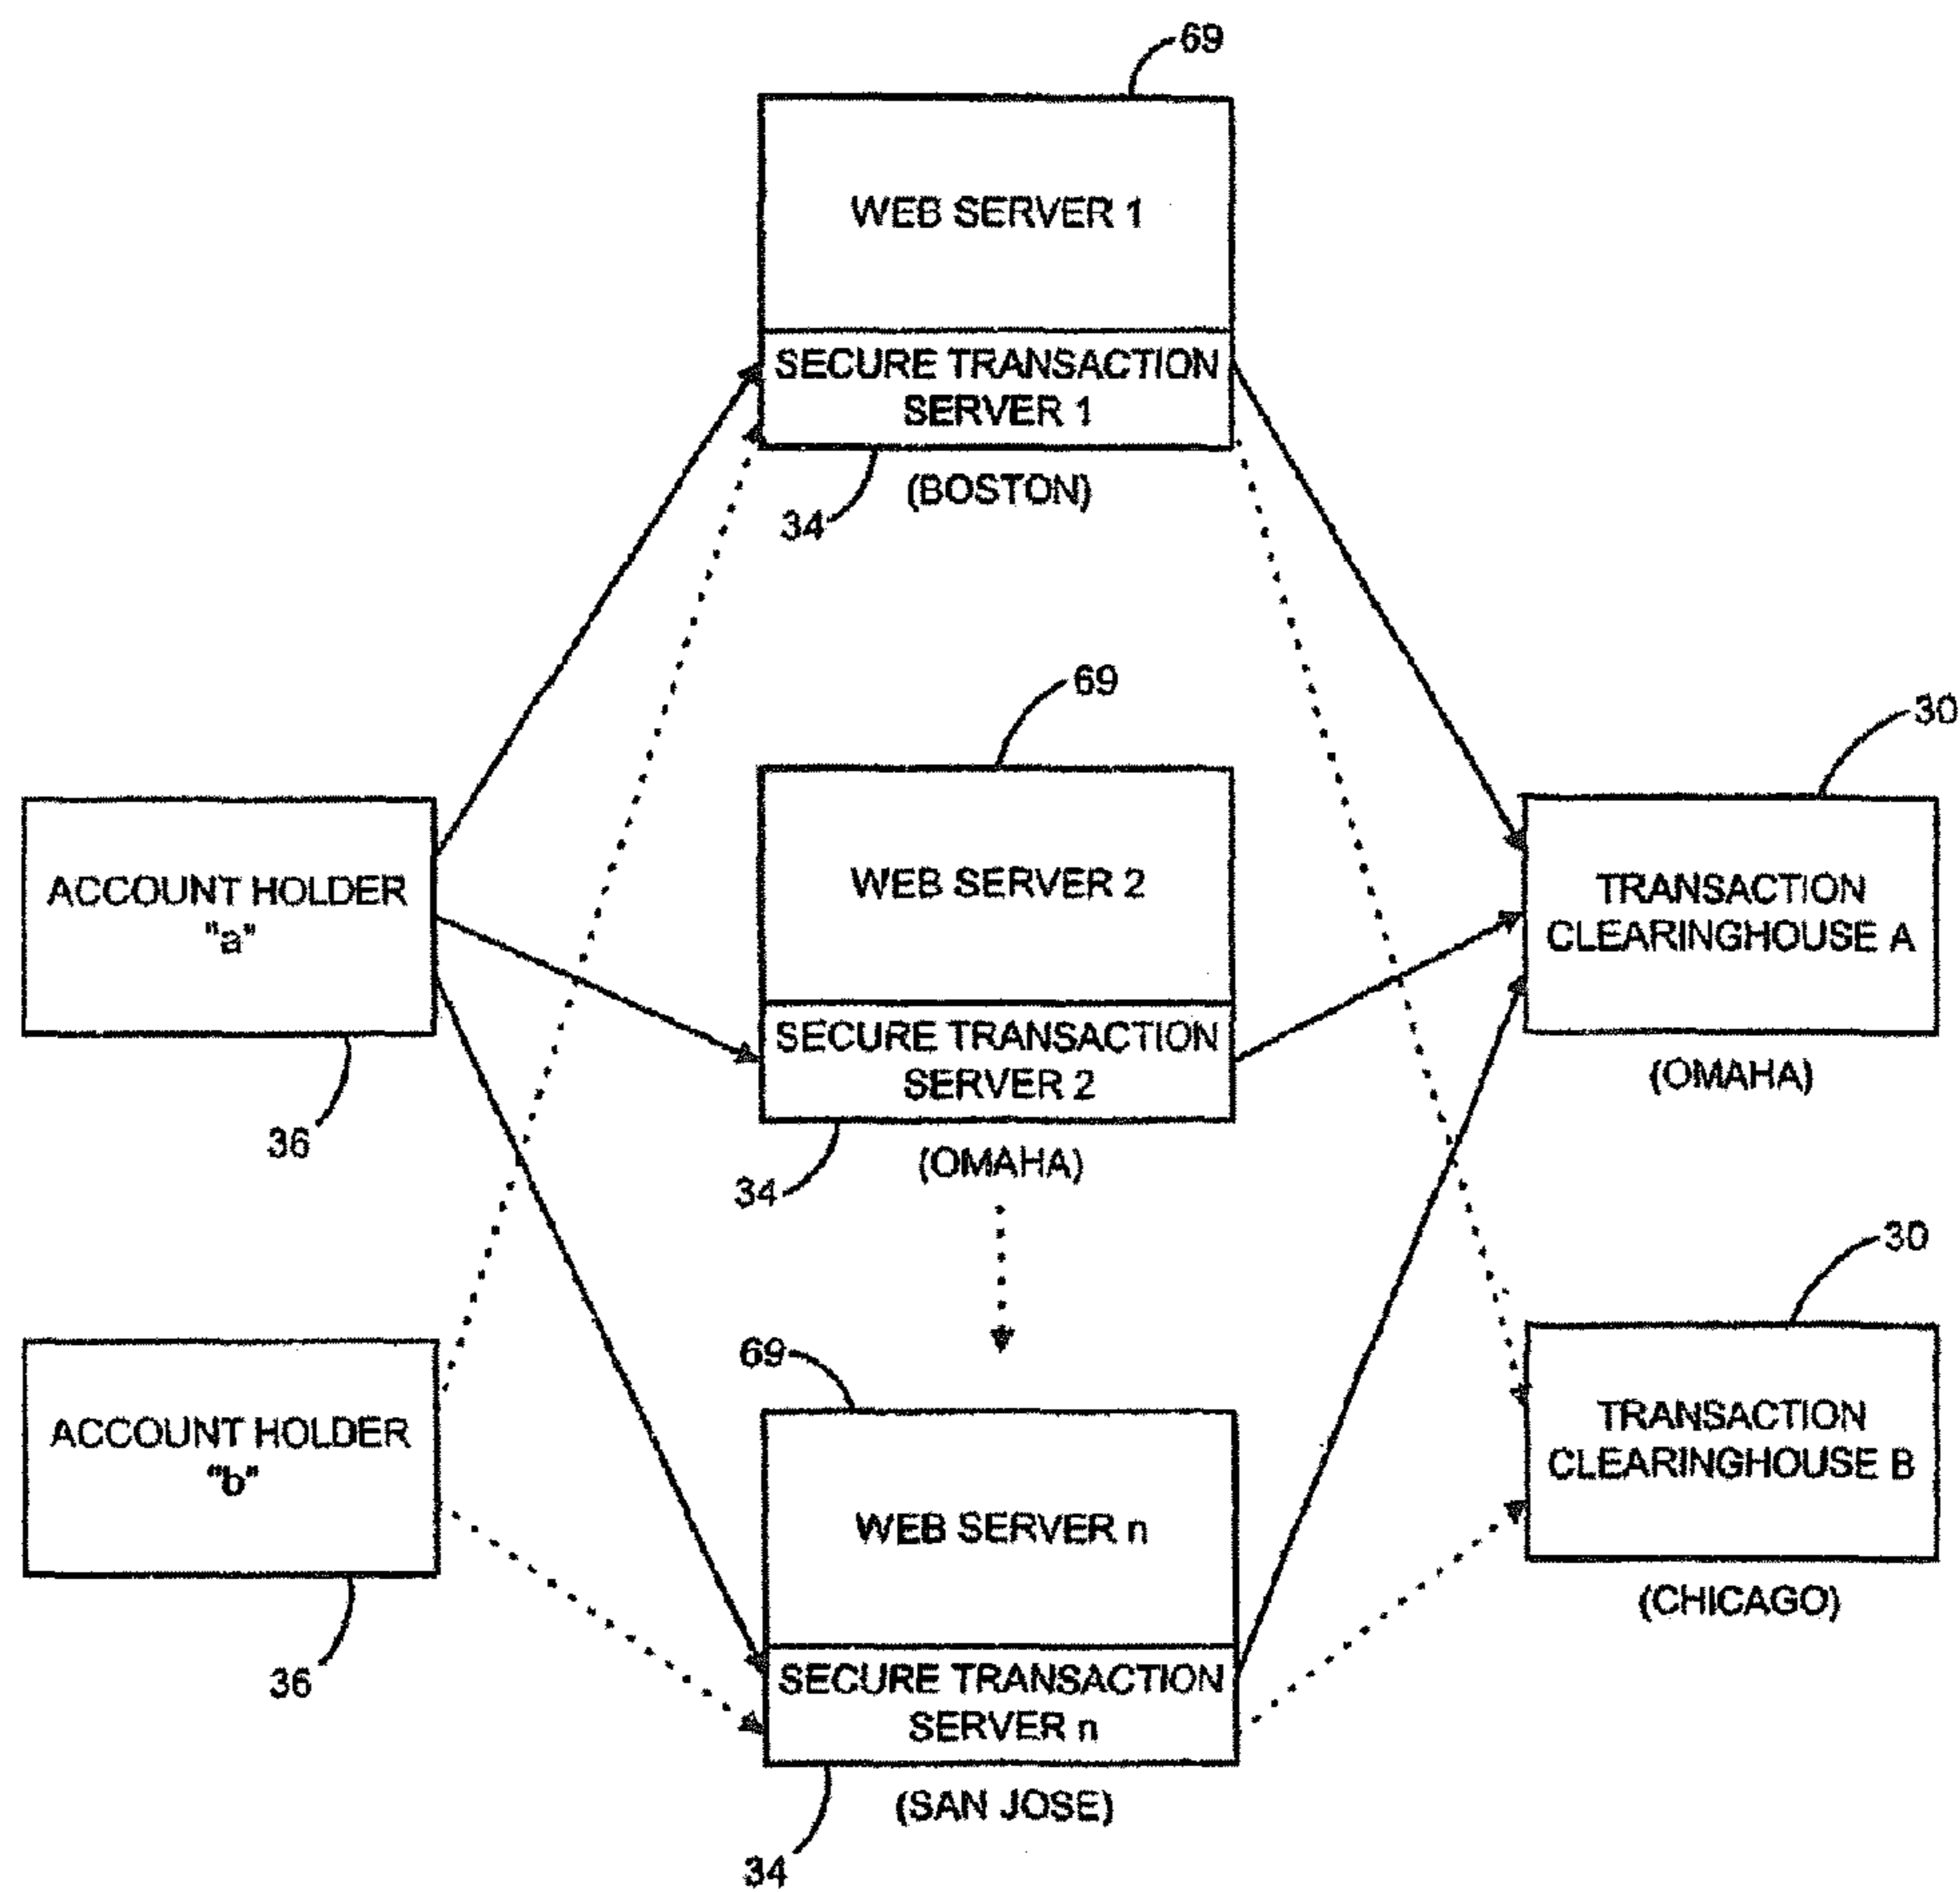 69
WEB SERVER 1
SECURE TRANSACTION
SERVER 1
34
(BOSTON)
69
WEB SERVER 2
SECURE TRANSACTION
SERVER 2
34
(OMAHA)
ACCOUNT HOLDER
"a"
36
30
TRANSACTION
CLEARINGHOUSE A
(OMAHA)
ACCOUNT HOLDER
"b"
36
69
WEB SERVER n
SECURE TRANSACTION
SERVER n
34
(SAN JOSE)
30
TRANSACTION
CLEARINGHOUSE B
(CHICAGO)